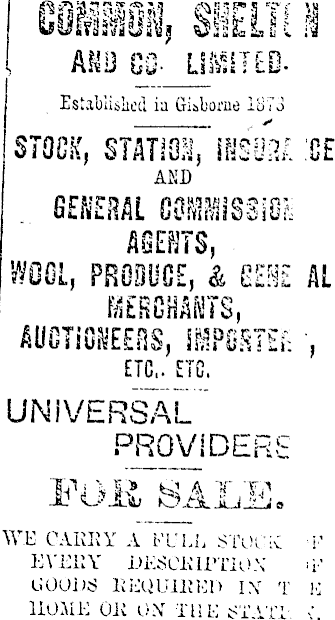 COMMON, SHELTON
AND CO. LIMITED.
Established in Gisborne 1873
STOCK, STATION, INSURANCE
AND
GENERAL COMMISSION
AGENTS,
WOOL, PRODUCE, & GENERAL
MERCHANTS,
AUCTIONEERS, IMPORTERS,
ETC., ETC.
UNIVERSAL
PROVIDERS
FOR SALE.
WE CARRY A FULL STOCK OF
EVERY DESCRIPTION OF
GOODS REQUIRED IN THE
HOME OR ON THE STATION.